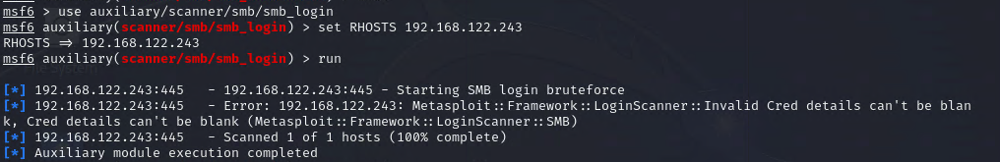 msf6 > use auxiliary/scanner/smb/smb_login
msf6 auxiliary(scanner/smb/smb_login) > set RHOSTS 192.168.122.243
RHOSTS => 192.168.122.243
msf6 auxiliary(scanner/smb/smb_login) > run
[*] 192.168.122.243:445   - 192.168.122.243:445 - Starting SMB login bruteforce
[*] 192.168.122.243:445   - Error: 192.168.122.243: Metasploit::Framework::LoginScanner::Invalid Cred details can't be blan
k, Cred details can't be blank (Metasploit::Framework::LoginScanner::SMB)
[*] 192.168.122.243:445   - Scanned 1 of 1 hosts (100% complete)
[*] Auxiliary module execution completed